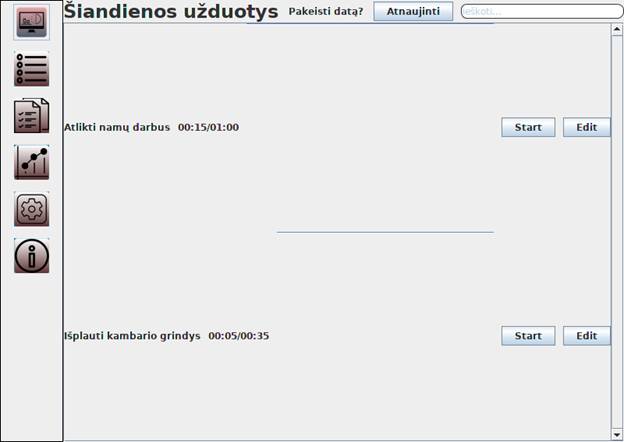 Šiandienos užduotys Pakeisti datą? Atnaujinti ieškoti...
Atlikti namų darbus 00:15/01:00 Start Edit
Išplauti kambario grindys 00:05/00:35 Start Edit